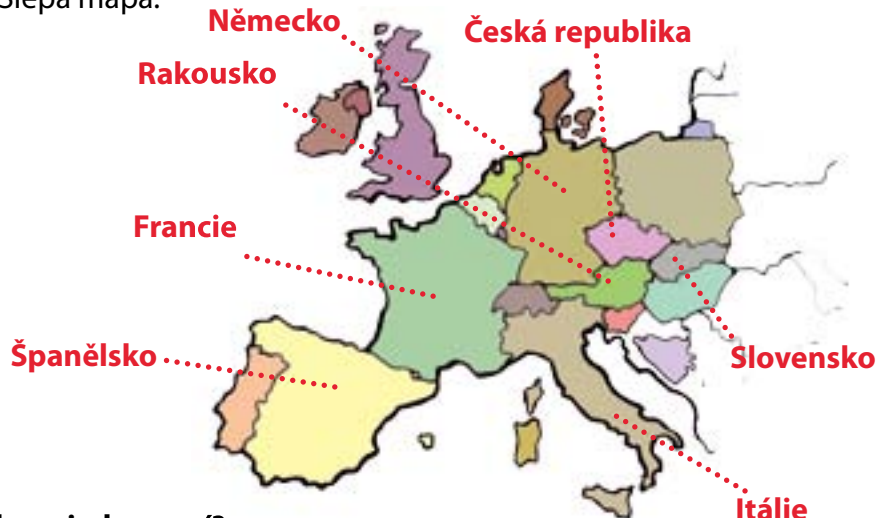 Slepá mapa.
Německo
Česká republika
Rakousko
Francie
Španělsko
Slovensko
Itálie